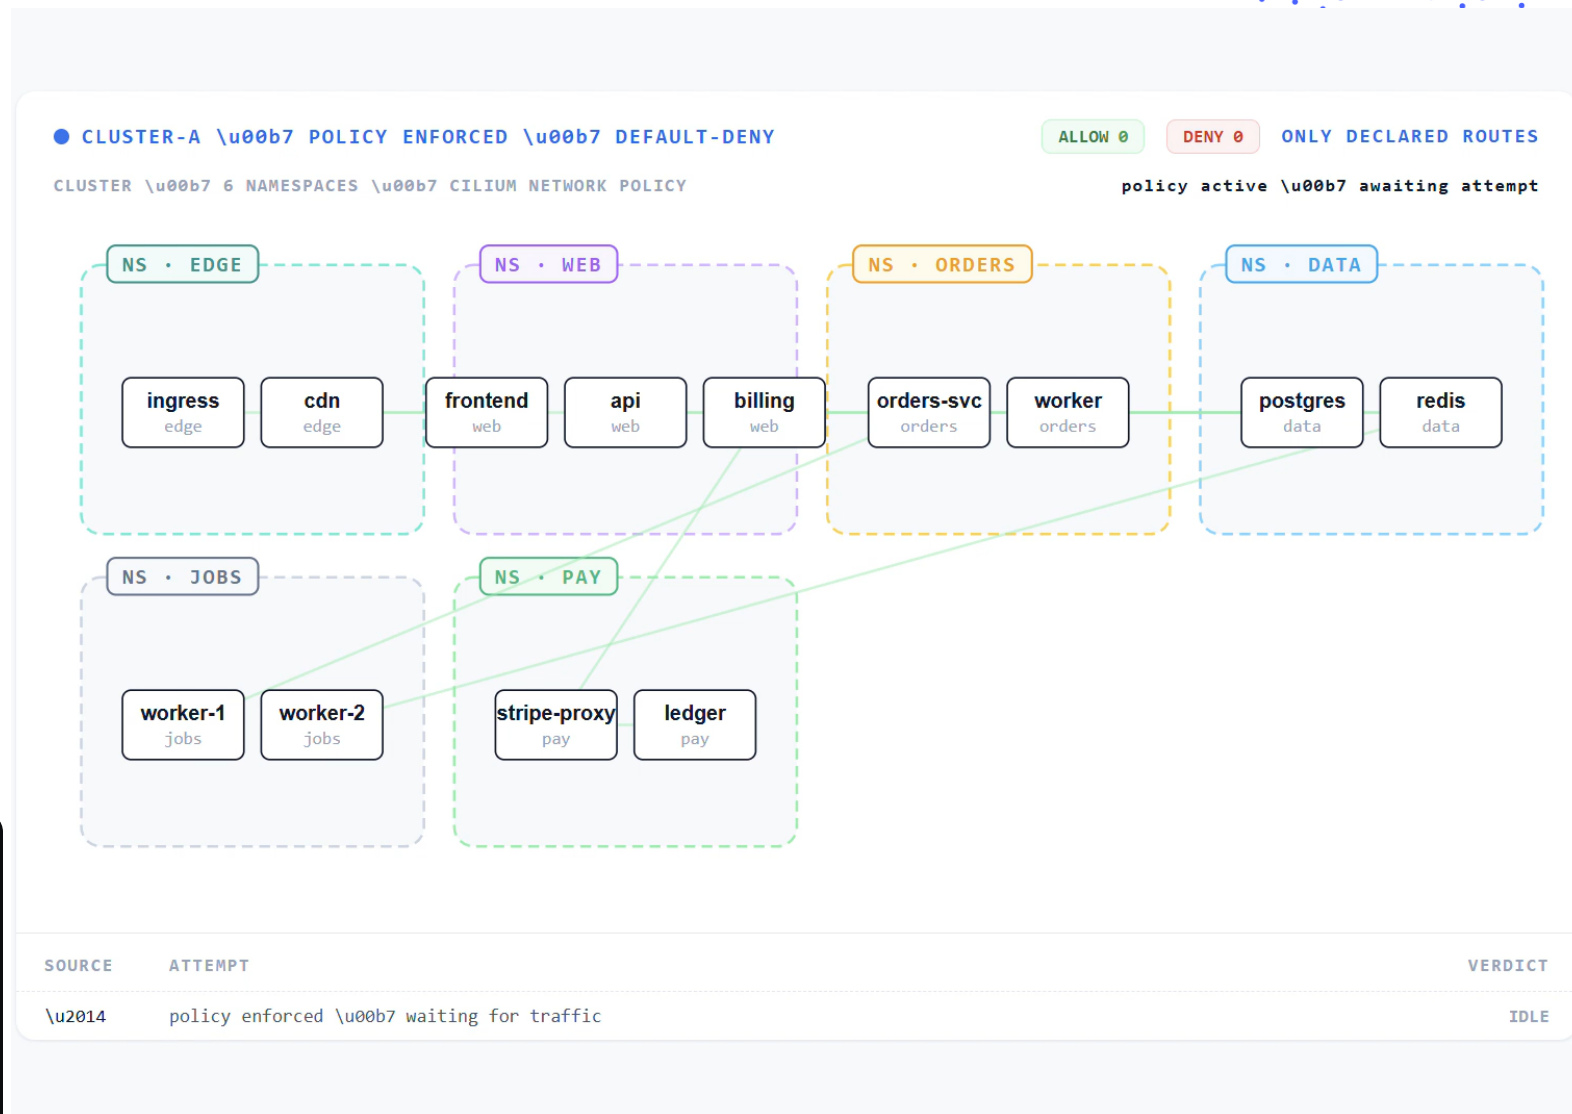 CLUSTER-A \u00b7 POLICY ENFORCED \u00b7 DEFAULT-DENY
ALLOW 0
DENY 0
ONLY DECLARED ROUTES
CLUSTER \u00b7 6 NAMESPACES \u00b7 CILIUM NETWORK POLICY
policy active \u00b7 awaiting attempt
NS · EDGE
NS · WEB
NS · ORDERS
NS · DATA
ingress
edge
cdn
edge
frontend
web
api
web
billing
web
orders-svc
orders
worker
orders
postgres
data
redis
data
NS · JOBS
NS · PAY
worker-1
jobs
worker-2
jobs
stripe-proxy
pay
ledger
pay
SOURCE
ATTEMPT
VERDICT
\u2014
policy enforced \u00b7 waiting for traffic
IDLE